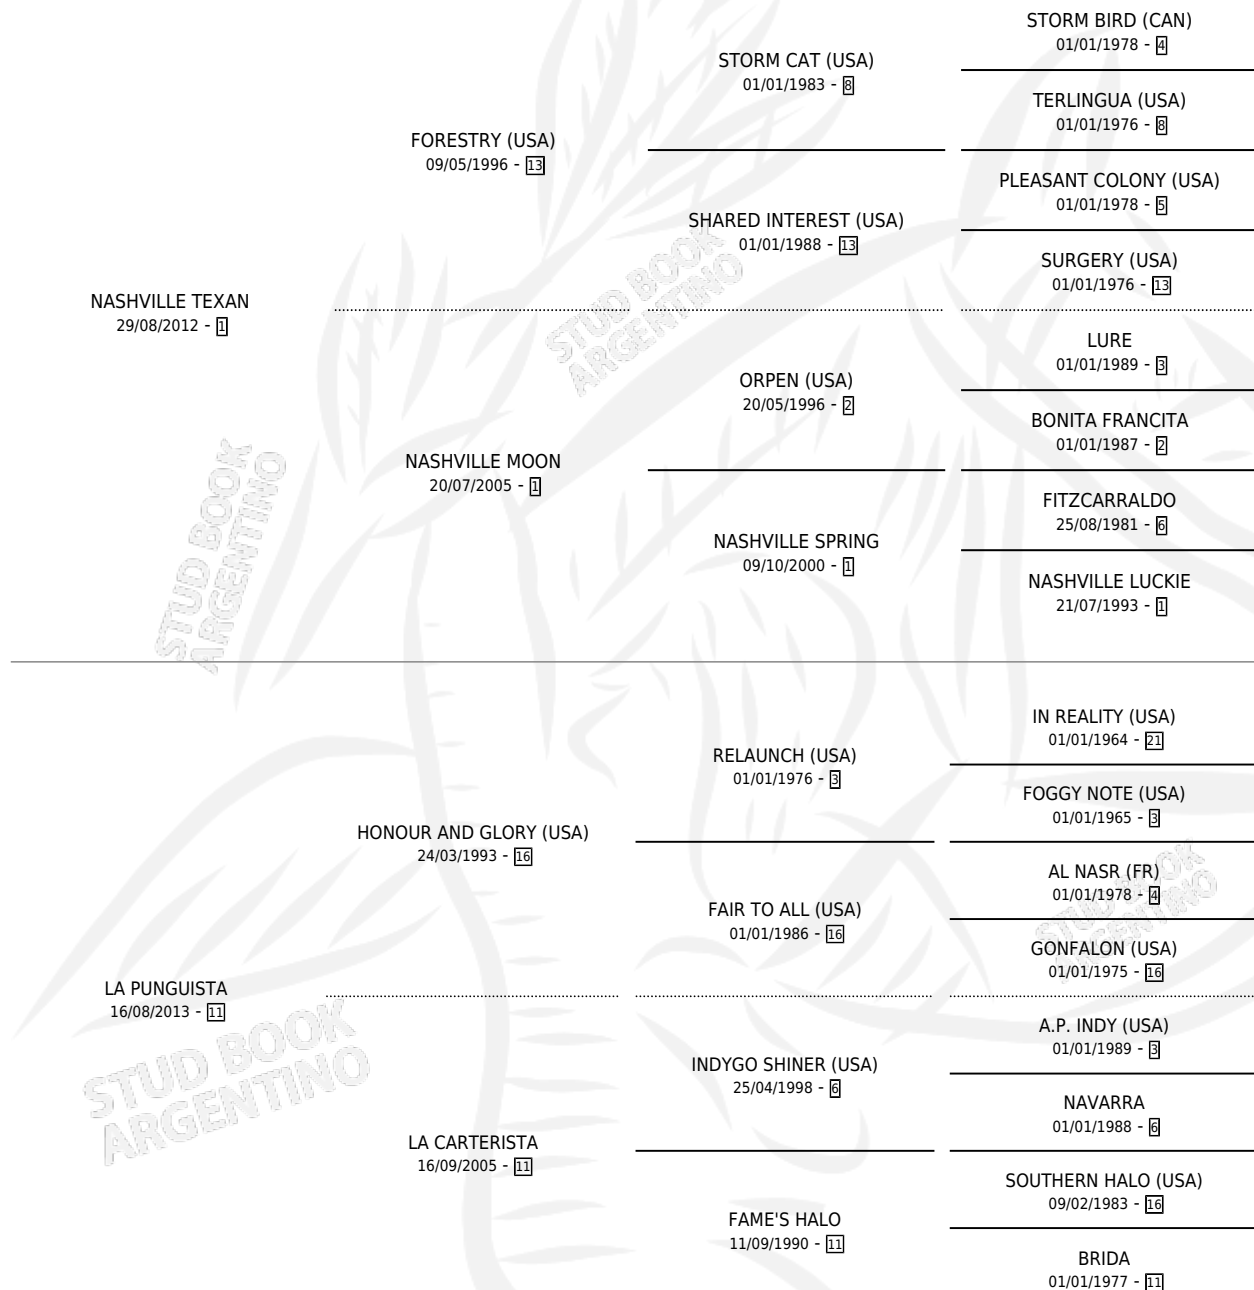 STORM BIRD (CAN)
01/01/1978 - 4
STORM CAT (USA)
01/01/1983 - 8
TERLINGUA (USA)
01/01/1976 - 8
FORESTRY (USA)
09/05/1996 - 13
PLEASANT COLONY (USA)
01/01/1978 - 5
SHARED INTEREST (USA)
01/01/1988 - 13
SURGERY (USA)
01/01/1976 - 13
NASHVILLE TEXAN
29/08/2012 - 1
LURE
01/01/1989 - 3
ORPEN (USA)
20/05/1996 - 2
BONITA FRANCITA
01/01/1987 - 2
NASHVILLE MOON
20/07/2005 - 1
FITZCARRALDO
25/08/1981 - 6
NASHVILLE SPRING
09/10/2000 - 1
NASHVILLE LUCKIE
21/07/1993 - 1
STUD BOOK
ARGENTINO
STUD BOOK
ARGENTINO
IN REALITY (USA)
01/01/1964 - 21
RELAUNCH (USA)
01/01/1976 - 3
FOGGY NOTE (USA)
01/01/1965 - 3
HONOUR AND GLORY (USA)
24/03/1993 - 16
AL NASR (FR)
01/01/1978 - 4
FAIR TO ALL (USA)
01/01/1986 - 16
GONFALON (USA)
01/01/1975 - 16
LA PUNGUISTA
16/08/2013 - 11
A.P. INDY (USA)
01/01/1989 - 3
INDYGO SHINER (USA)
25/04/1998 - 6
NAVARRA
01/01/1988 - 6
LA CARTERISTA
16/09/2005 - 11
SOUTHERN HALO (USA)
09/02/1983 - 16
FAME'S HALO
11/09/1990 - 11
BRIDA
01/01/1977 - 11
STUD BOOK
ARGENTINO
STUD BOOK
ARGENTINO